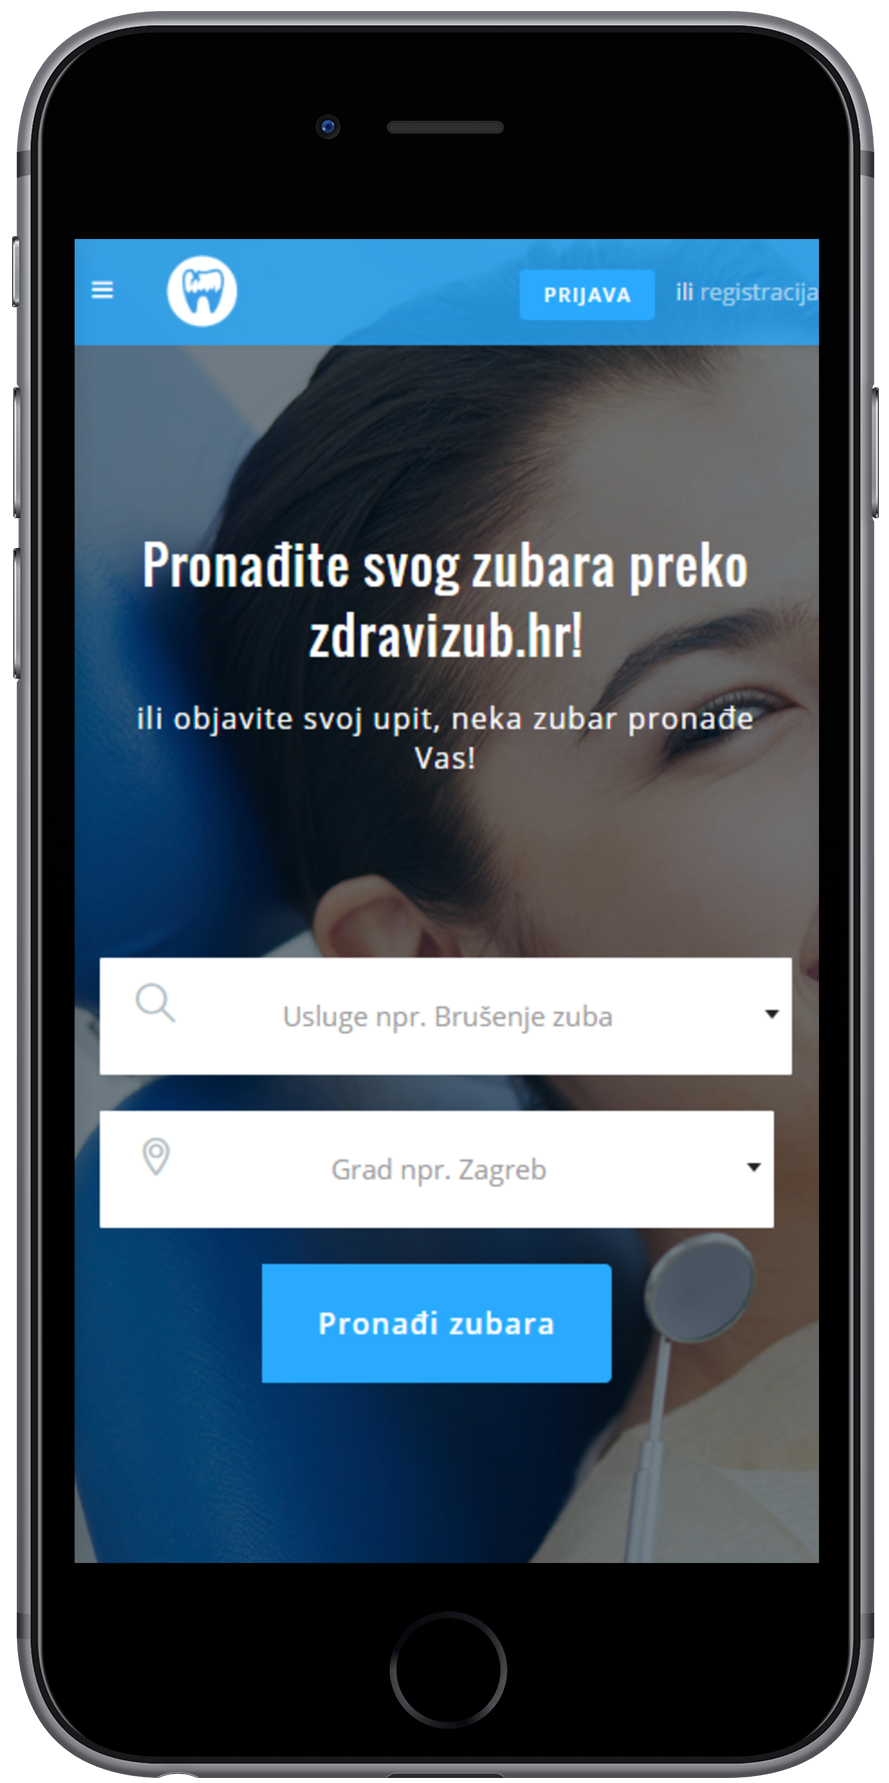 PRIJAVA ili registracija
Pronađite svog zubara preko
zdravizub.hr!
ili objavite svoj upit, neka zubar pronađe
Vas!
Usluge npr. Brušenje zuba
Grad npr. Zagreb
Pronađi zubara